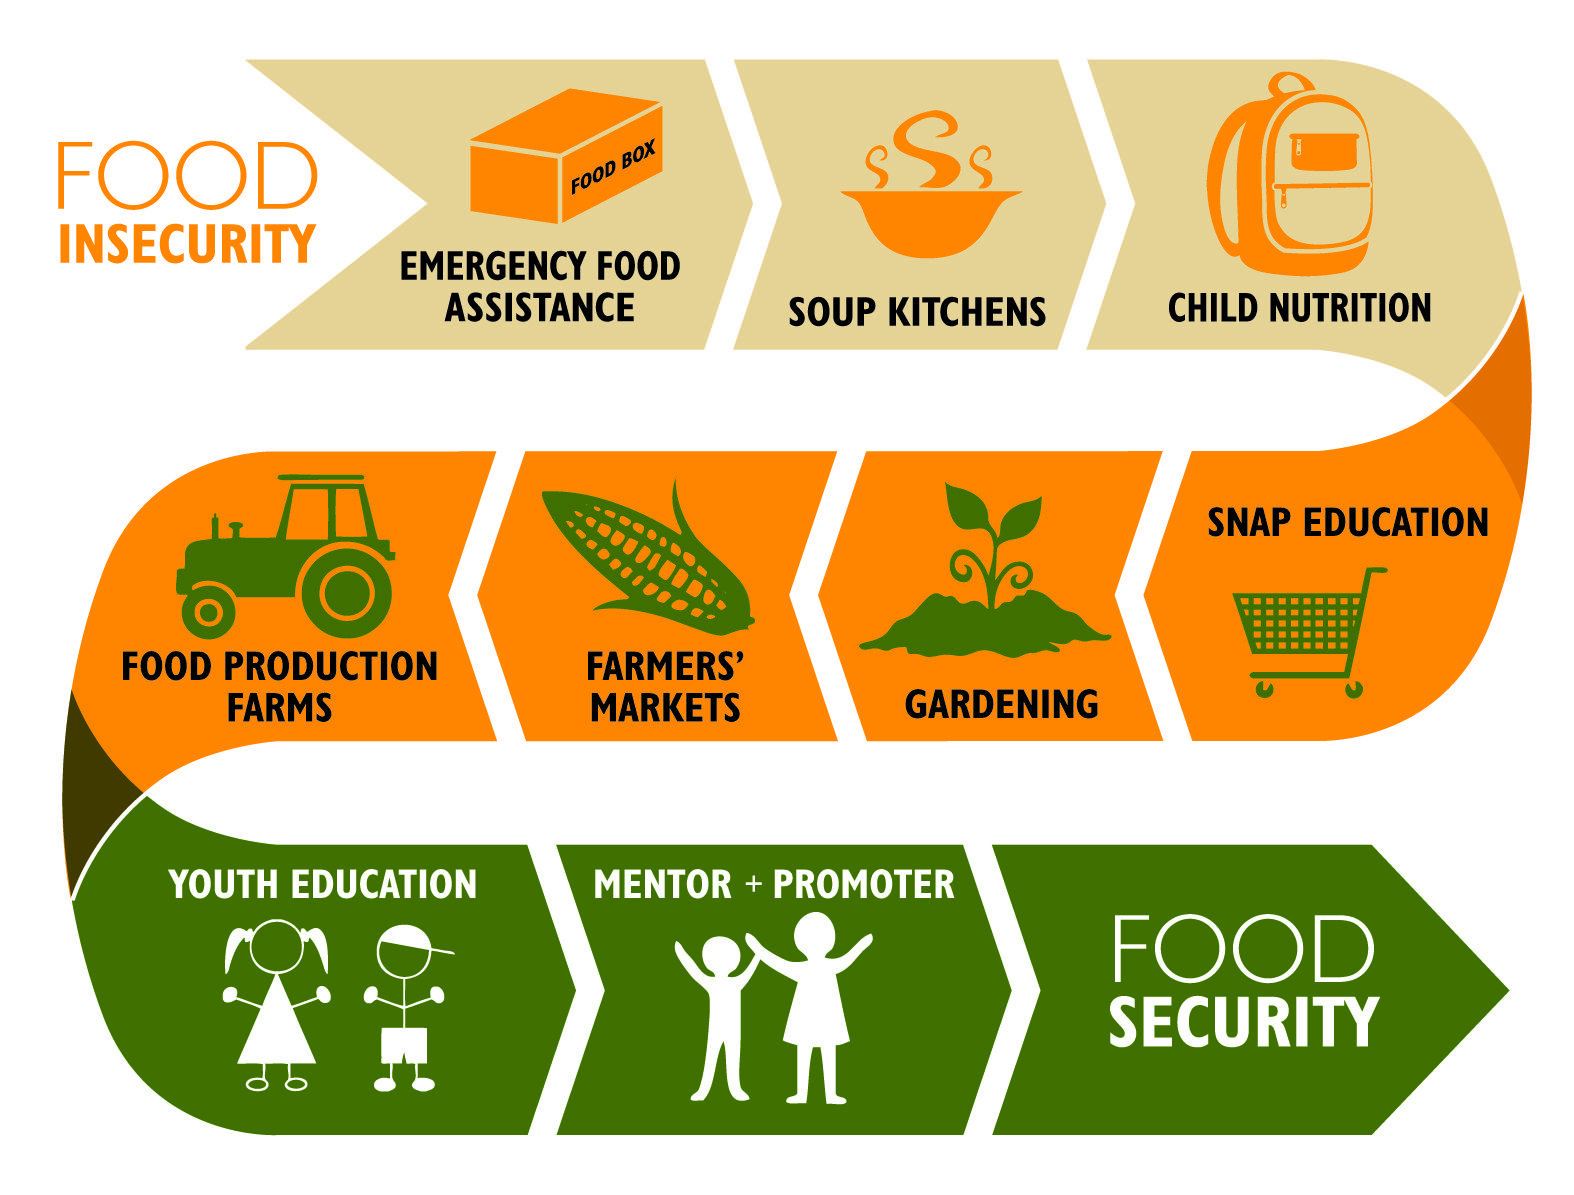 FOOD
INSECURITY
FOOD BOX
EMERGENCY FOOD
ASSISTANCE
SOUP KITCHENS
CHILD NUTRITION
SNAP EDUCATION
GARDENING
FARMERS’
MARKETS
FOOD PRODUCTION
FARMS
YOUTH EDUCATION
MENTOR + PROMOTER
FOOD
SECURITY